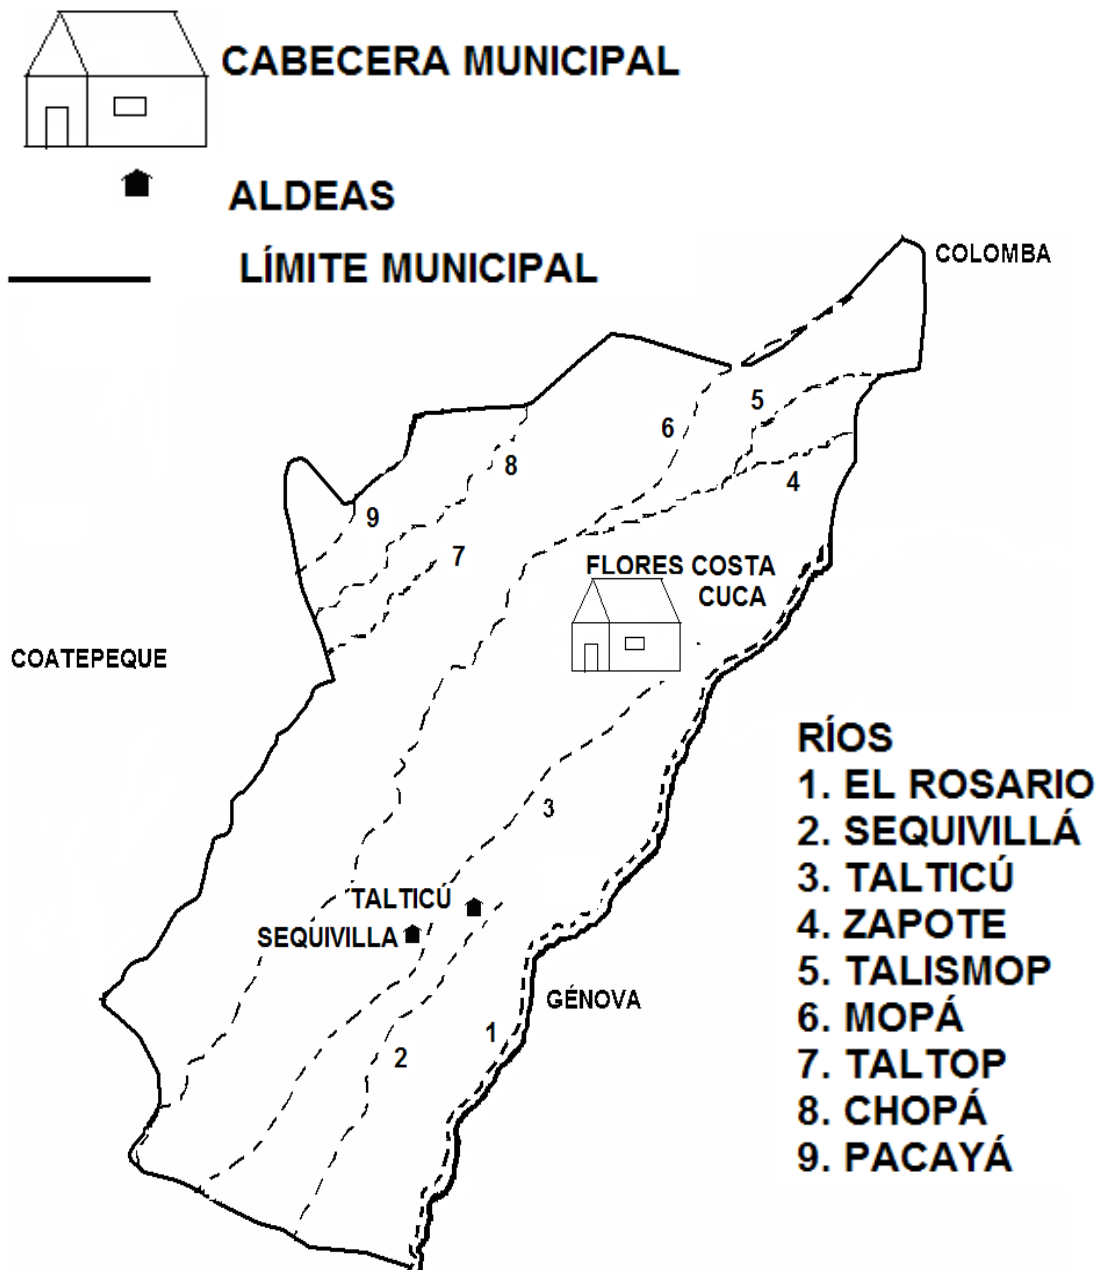 CABECERA MUNICIPAL
ALDEAS
LÍMITE MUNICIPAL
COLOMBA
5
6
8
4
9
7
FLORES COSTA
CUCA
COATEPEQUE
RÍOS
1. EL ROSARIO
2. SEQUIVILLÁ
3. TALTICÚ
4. ZAPOTE
5. TALISMOP
6. MOPÁ
7. TALTOP
8. CHOPÁ
9. PACAYÁ
3
TALTICÚ
SEQUIVILLA
GÉNOVA
1
2